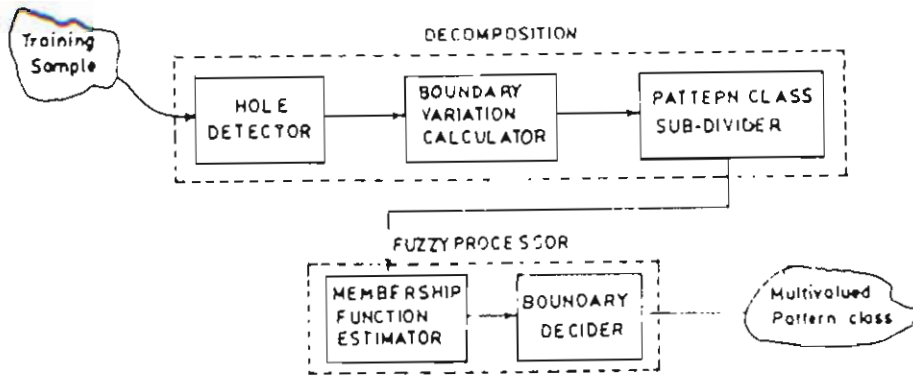 Training
Sample
DECOMPOSITION
HOLE
DETECTOR
BOUNDARY
VARIATION
CALCULATOR
PATTERN CLASS
SUB-DIVIDER
FUZZY PROCESSOR
MEMBERSHIP
FUNCTION
ESTIMATOR
BOUNDARY
DECIDER
Multivalued
Pattern class